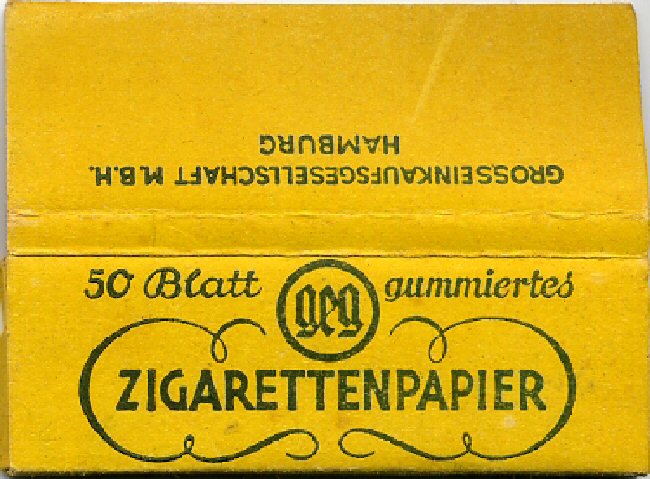 GROSSEINKAUFSGESELLSCHAFT M.B.H.
HAMBURG
50 Blatt geg gummiertes
ZIGARETTENPAPIER